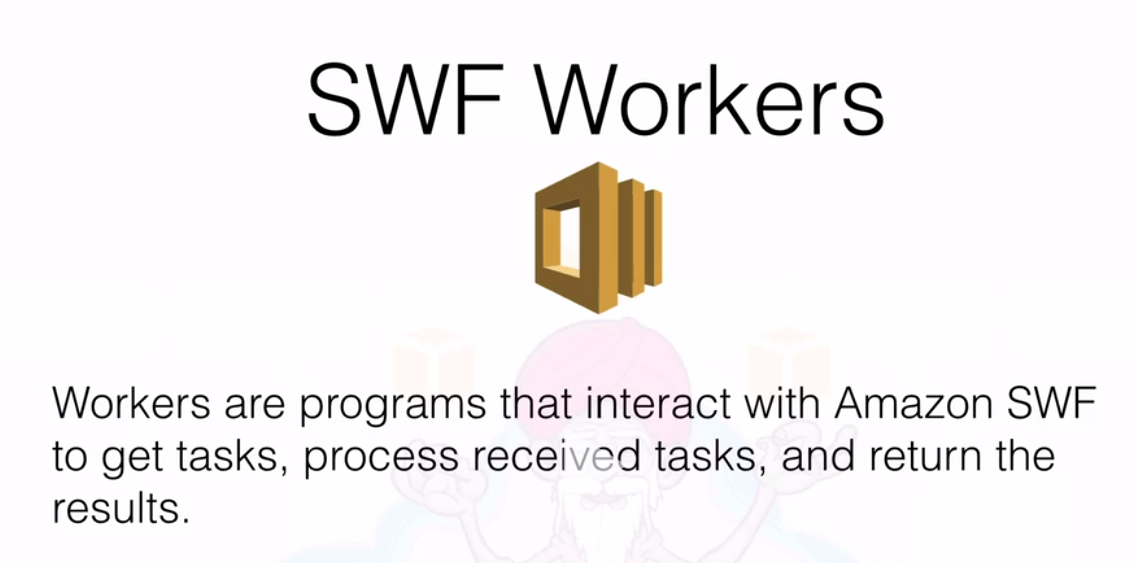 SWF Workers
Workers are programs that interact with Amazon SWF
to get tasks, process received tasks, and return the
results.